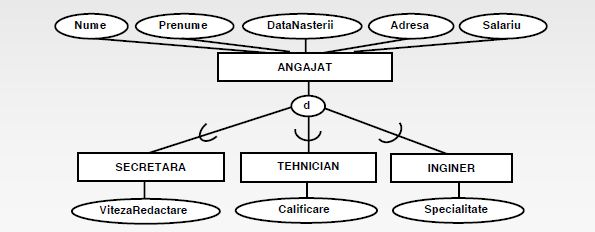 Nume Prenume DataNasterii Adresa Salariu
ANGAJAT
d
SECRETARA TEHNICIAN INGINER
VitezaRedactare Calificare Specialitate